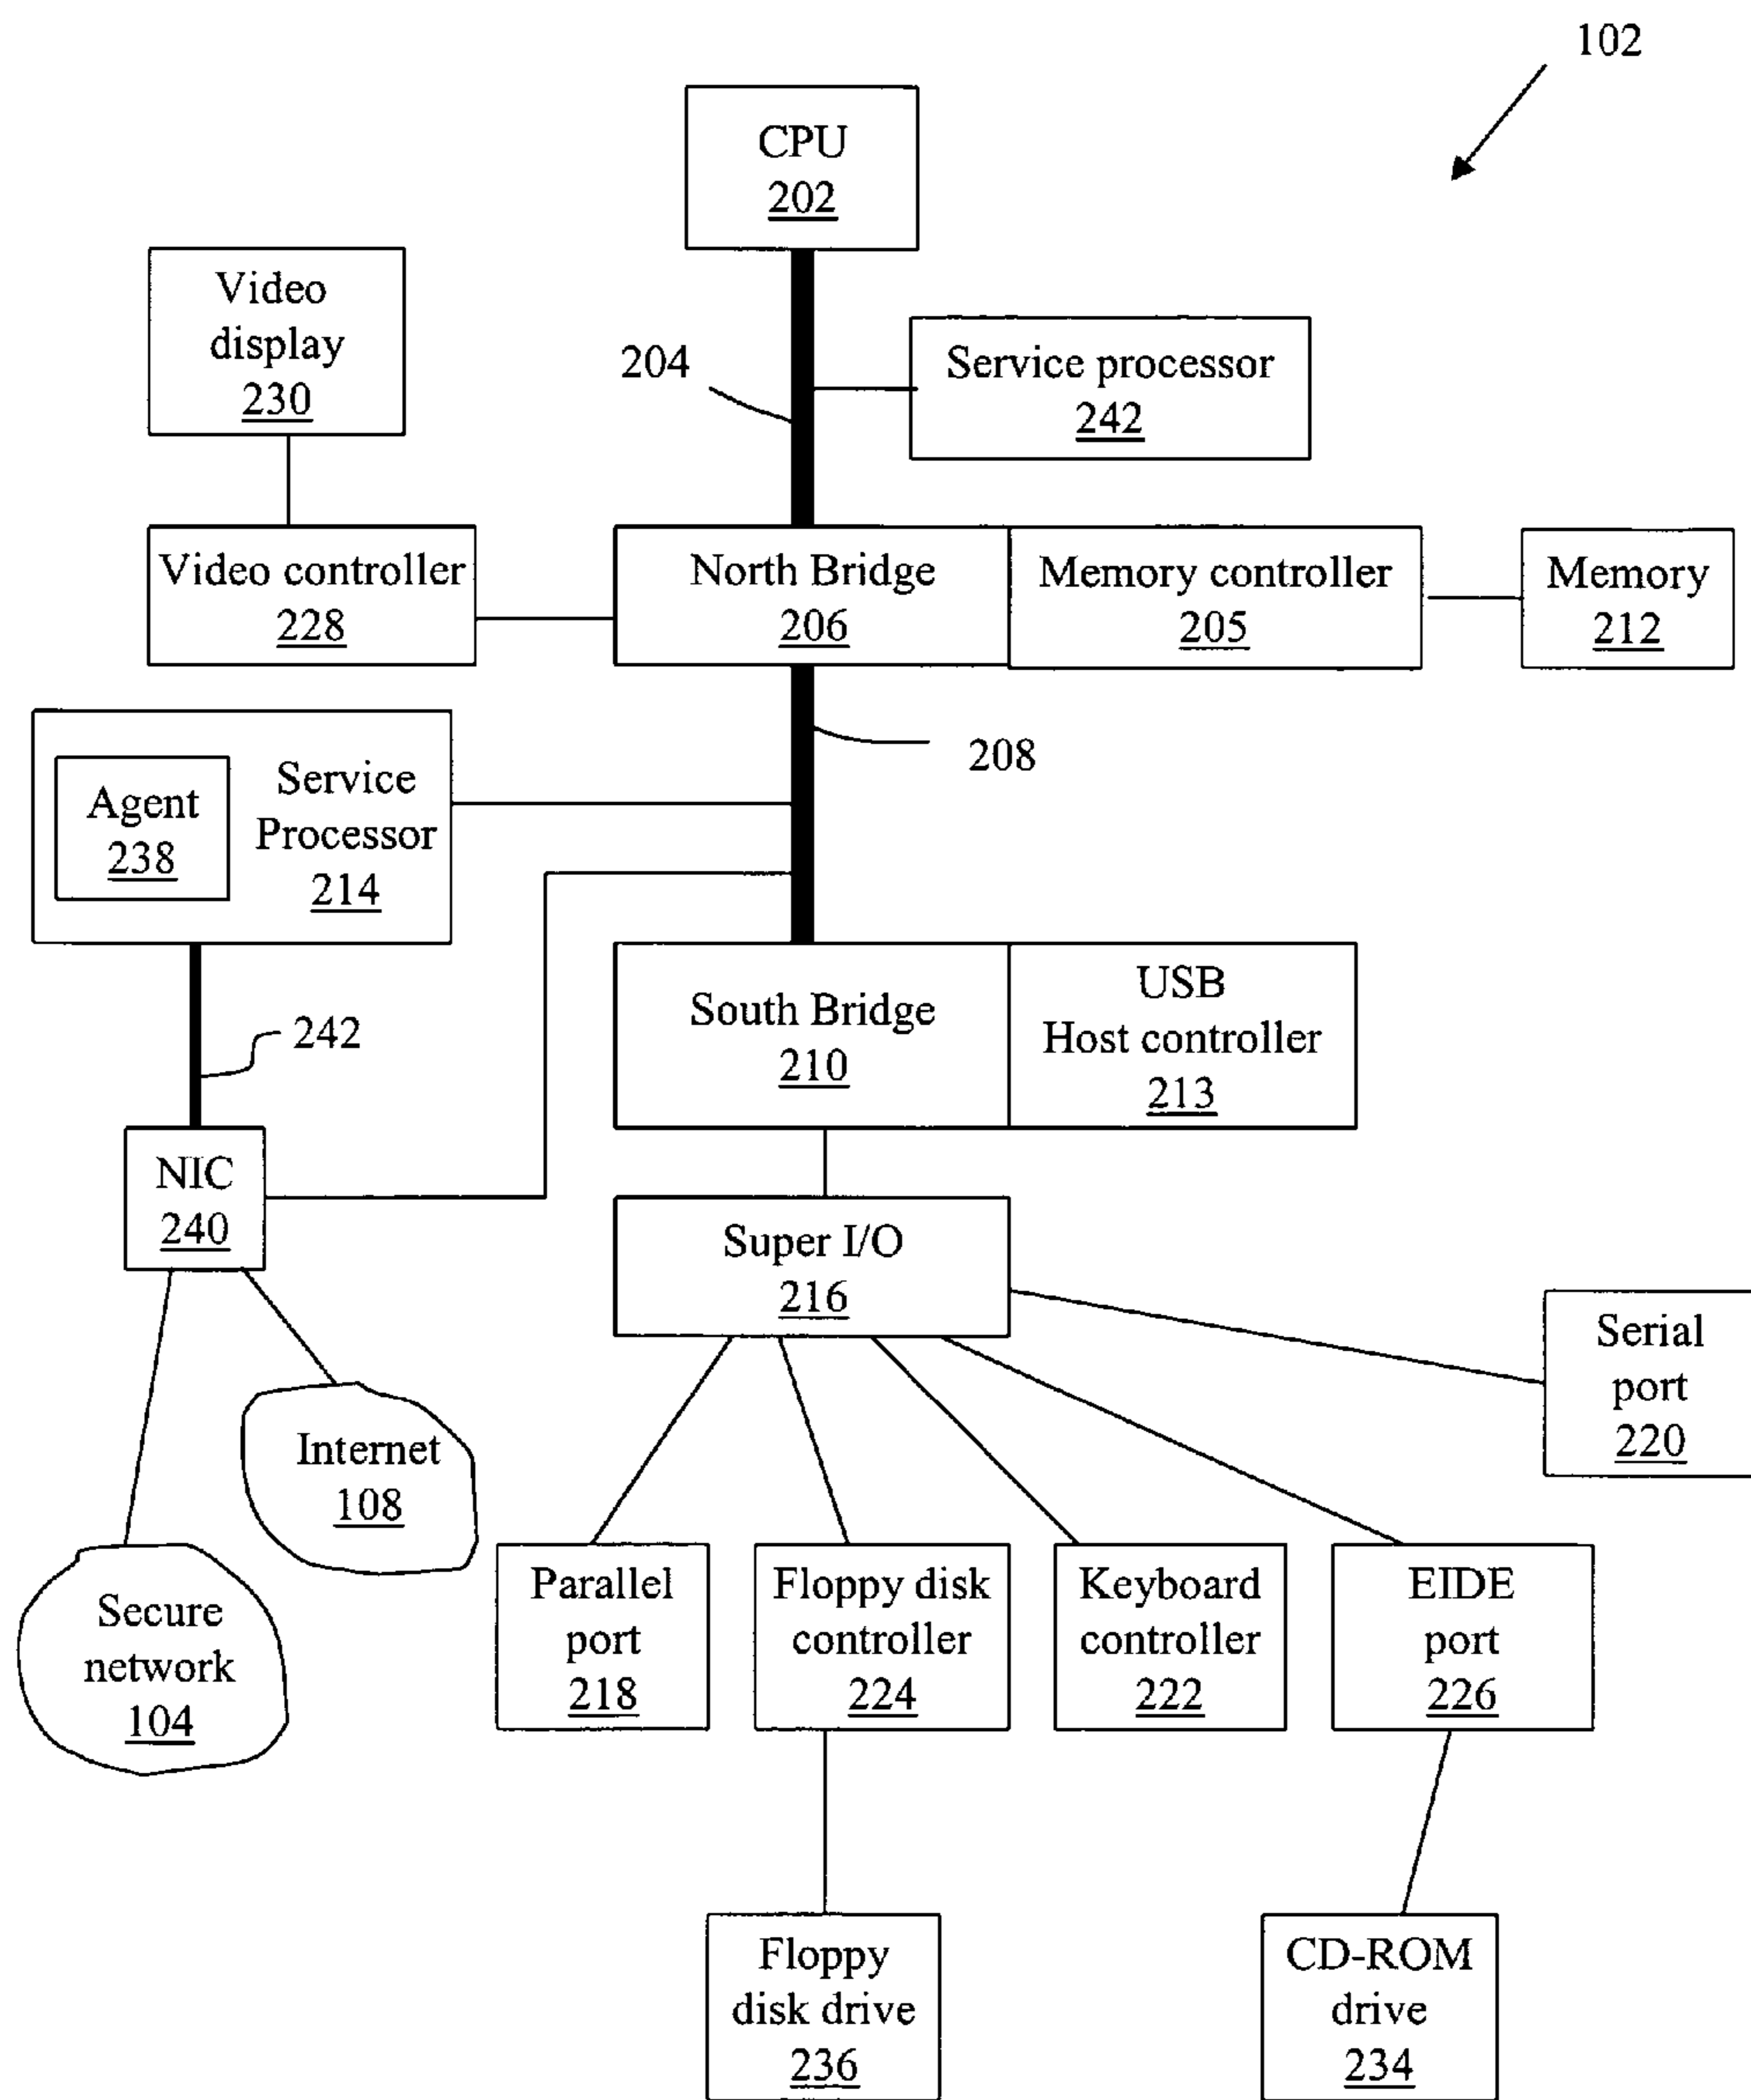 102
CPU
202
Video
display
230
204
Service processor
242
Video controller
228
North Bridge
206
Memory controller
205
Memory
212
208
Agent
238
Service
Processor
214
South Bridge
210
USB
Host controller
213
242
NIC
240
Super I/O
216
Serial
port
220
Internet
108
Secure
network
104
Parallel
port
218
Floppy disk
controller
224
Keyboard
controller
222
EIDE
port
226
Floppy
disk drive
236
CD-ROM
drive
234